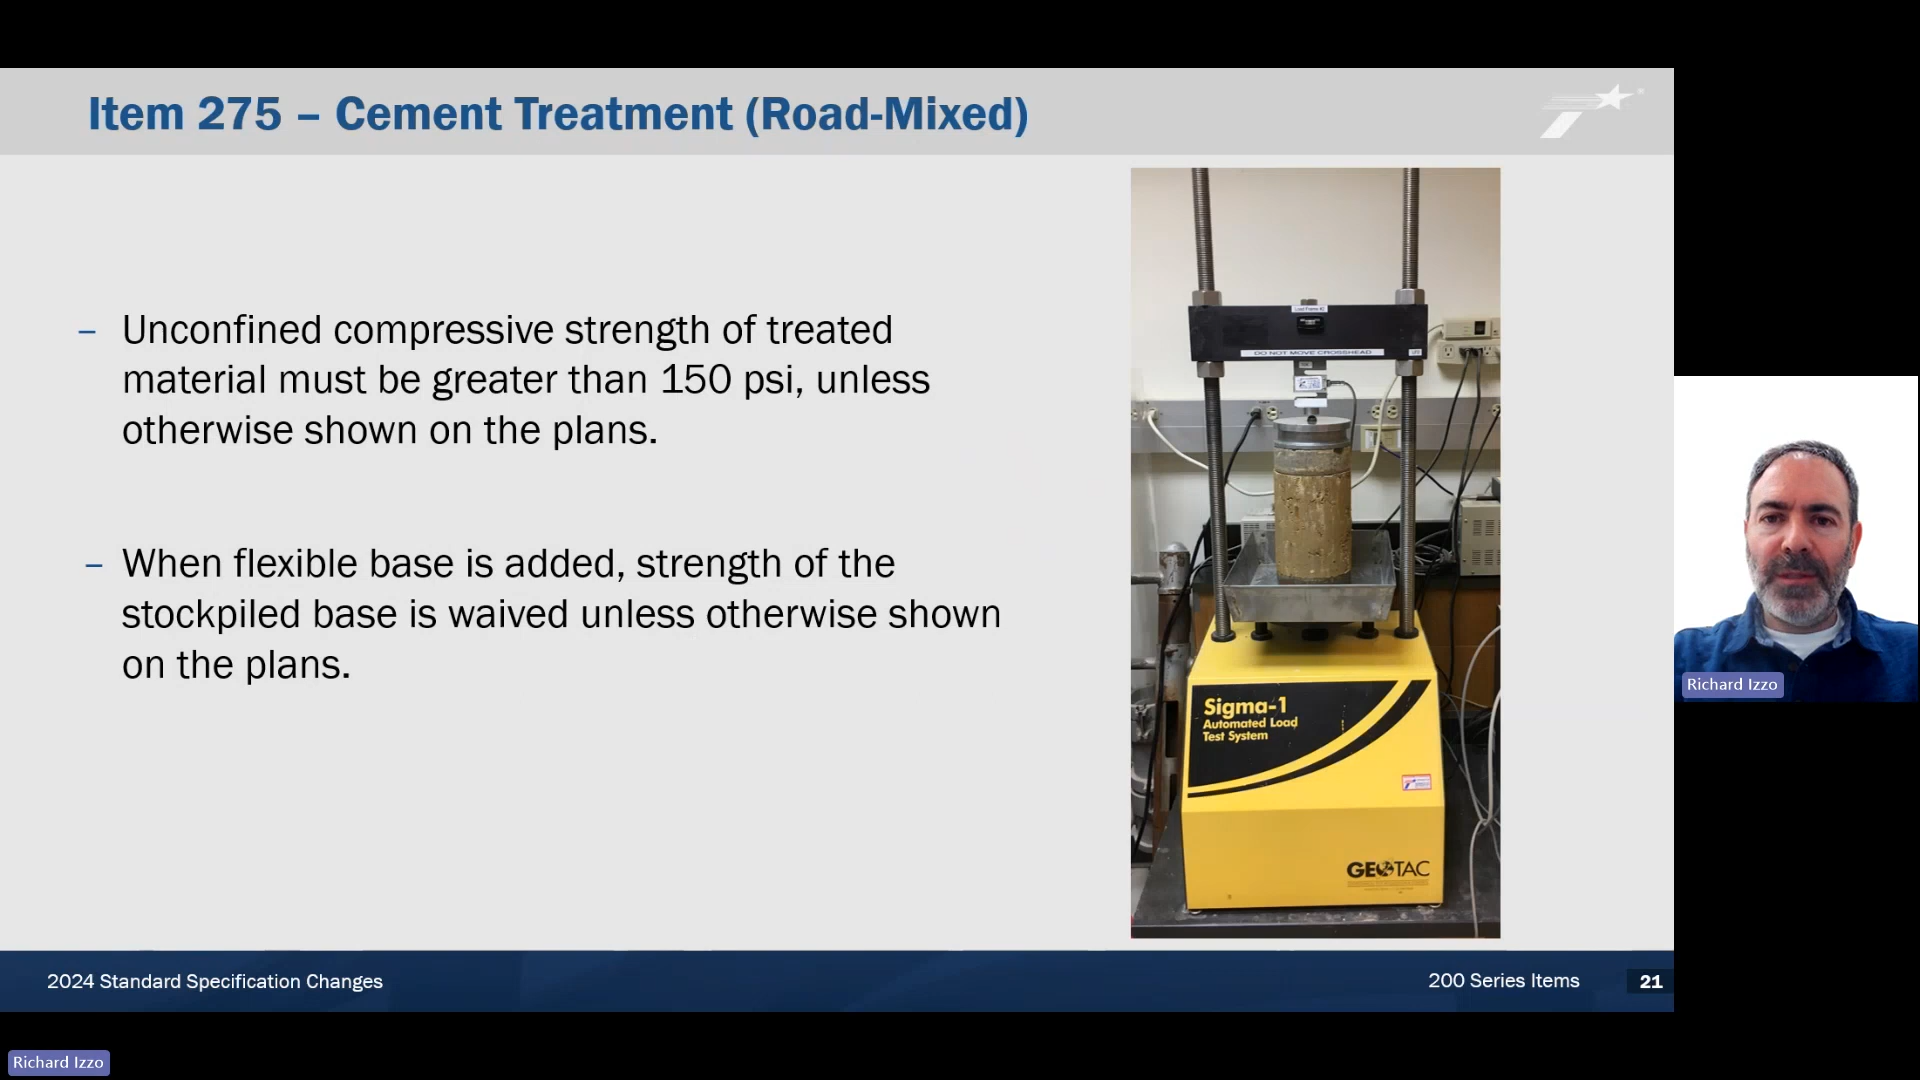 Item 275 – Cement Treatment (Road-Mixed)
– Unconfined compressive strength of treated
material must be greater than 150 psi, unless
otherwise shown on the plans.
– When flexible base is added, strength of the
stockpiled base is waived unless otherwise shown
on the plans.
DO NOT MOVE CROSSHEAD
Sigma-1
Automated Load
Test System
GEOTAC
Richard Izzo
2024 Standard Specification Changes
200 Series Items
21
Richard Izzo